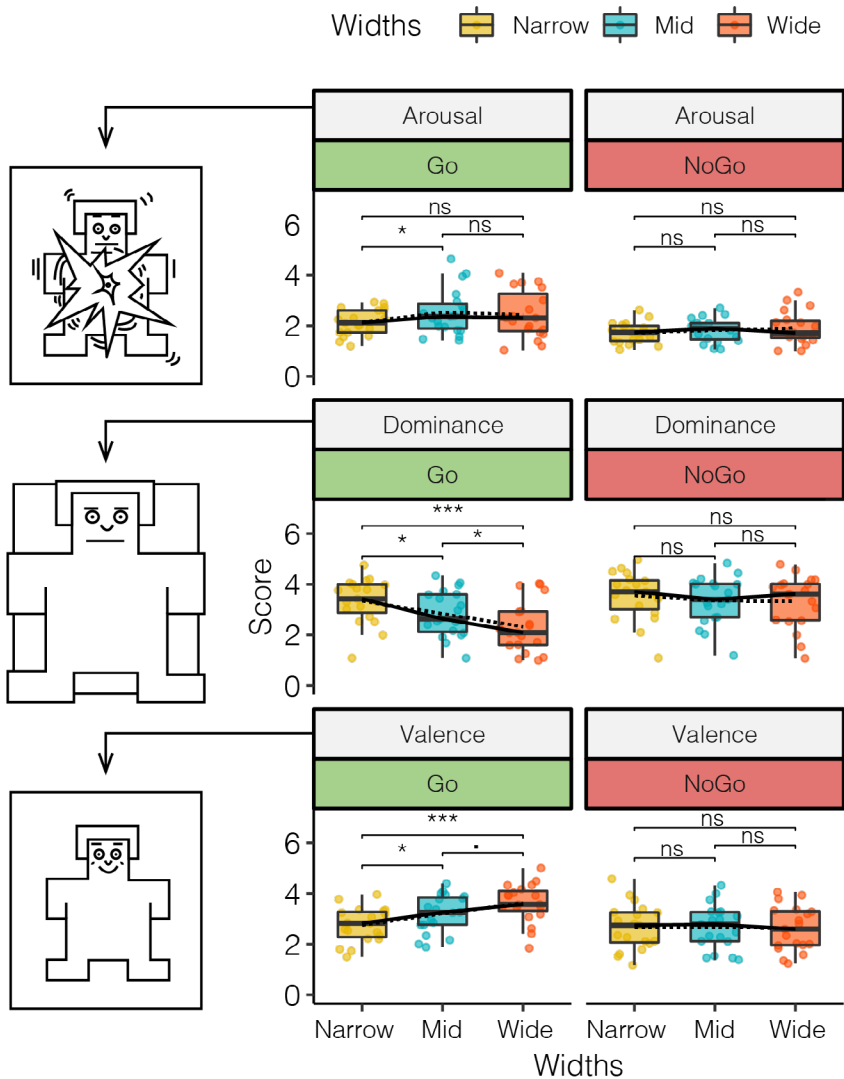 Widths Narrow Mid Wide
Arousal Arousal
Go NoGo
ns ns
* ns ns ns
6
4
2
0
Dominance Dominance
Go NoGo
*** ns
* * ns ns
6
4
2
0
Score
Valence Valence
Go NoGo
*** ns
* . ns ns
6
4
2
0
Narrow Mid Wide Narrow Mid Wide
Widths